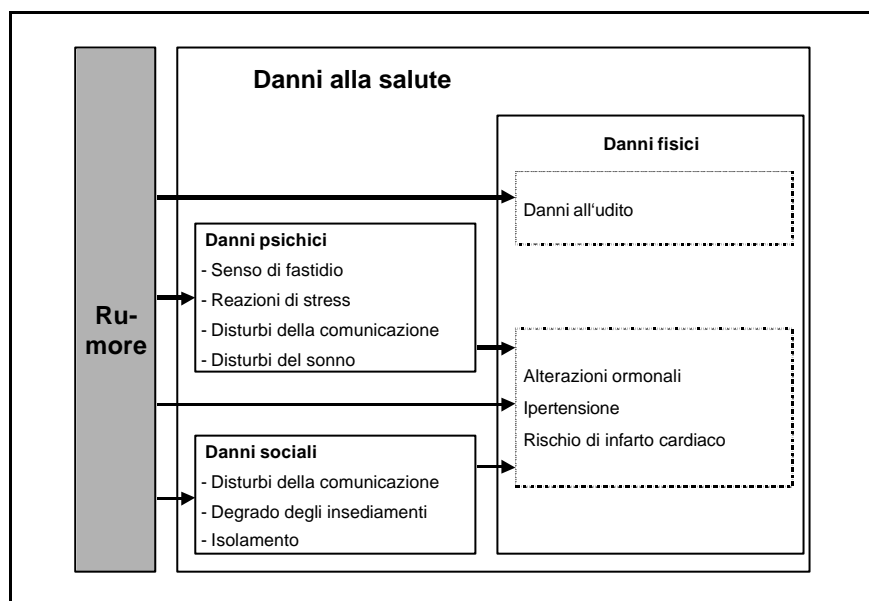 Danni alla salute
Danni fisici
Danni all‘udito
Danni psichici
- Senso di fastidio
- Reazioni di stress
- Disturbi della comunicazione
- Disturbi del sonno
Ru-
more
Alterazioni ormonali
Ipertensione
Rischio di infarto cardiaco
Danni sociali
- Disturbi della comunicazione
- Degrado degli insediamenti
- Isolamento